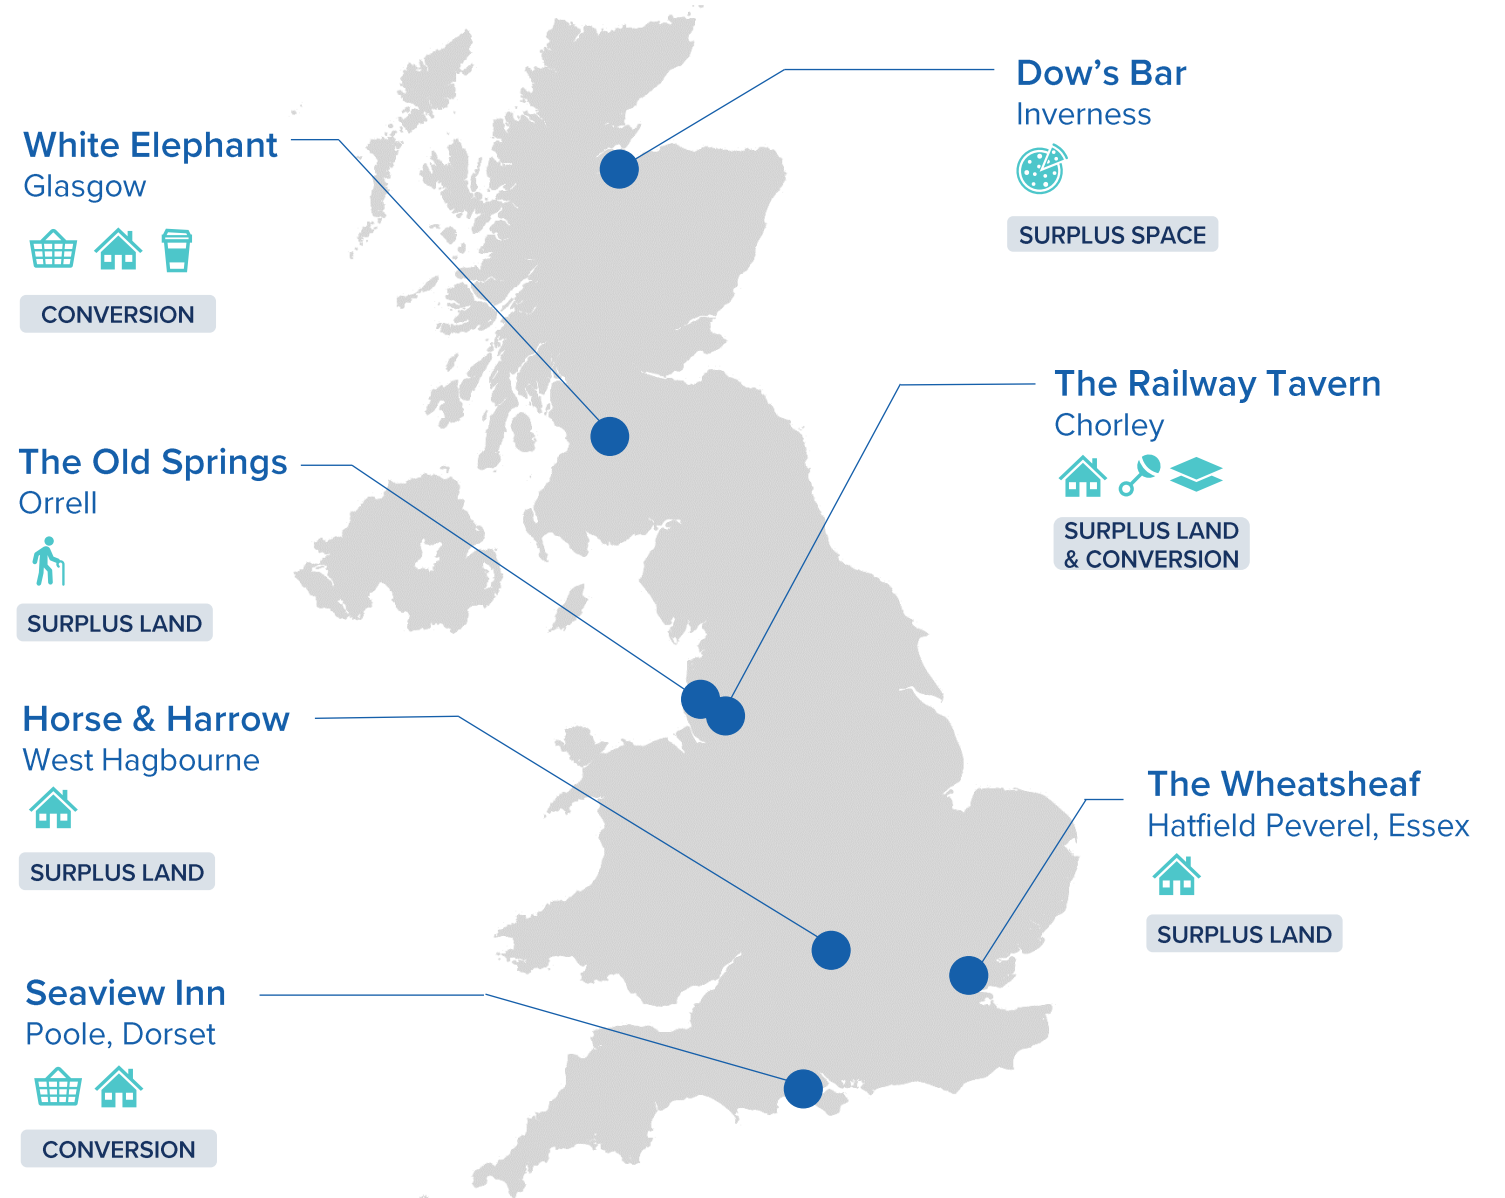 Dow’s Bar
Inverness
SURPLUS SPACE
White Elephant
Glasgow
CONVERSION
The Railway Tavern
Chorley
SURPLUS LAND
& CONVERSION
The Old Springs
Orrell
SURPLUS LAND
Horse & Harrow
West Hagbourne
SURPLUS LAND
The Wheatsheaf
Hatfield Peverel, Essex
SURPLUS LAND
Seaview Inn
Poole, Dorset
CONVERSION